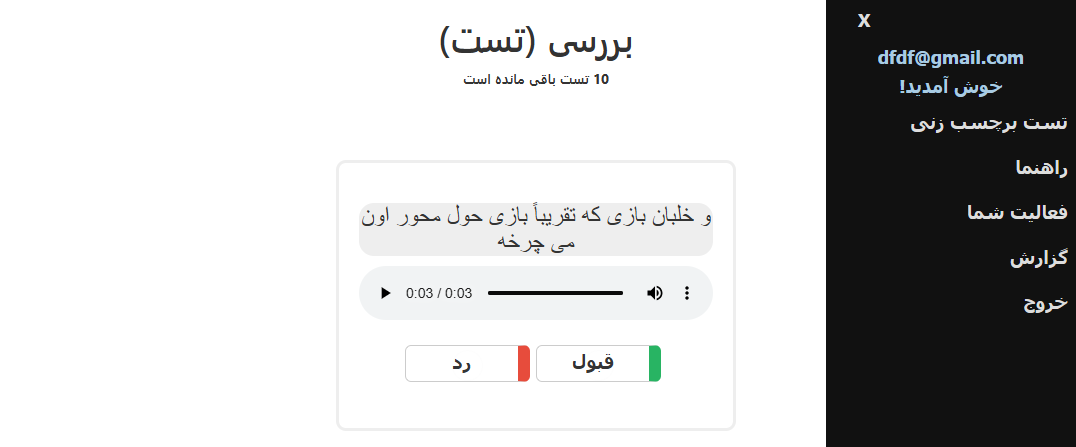 X
dfdf@gmail.com
خوش آمدید!
تست برچسب زنی
راهنما
فعالیت شما
گزارش
خروج
بررسی (تست)
10 تست باقی مانده است
و خلبان بازی که تقریباً بازی حول محور اون
می چرخه
0:03 / 0:03
قبول
رد